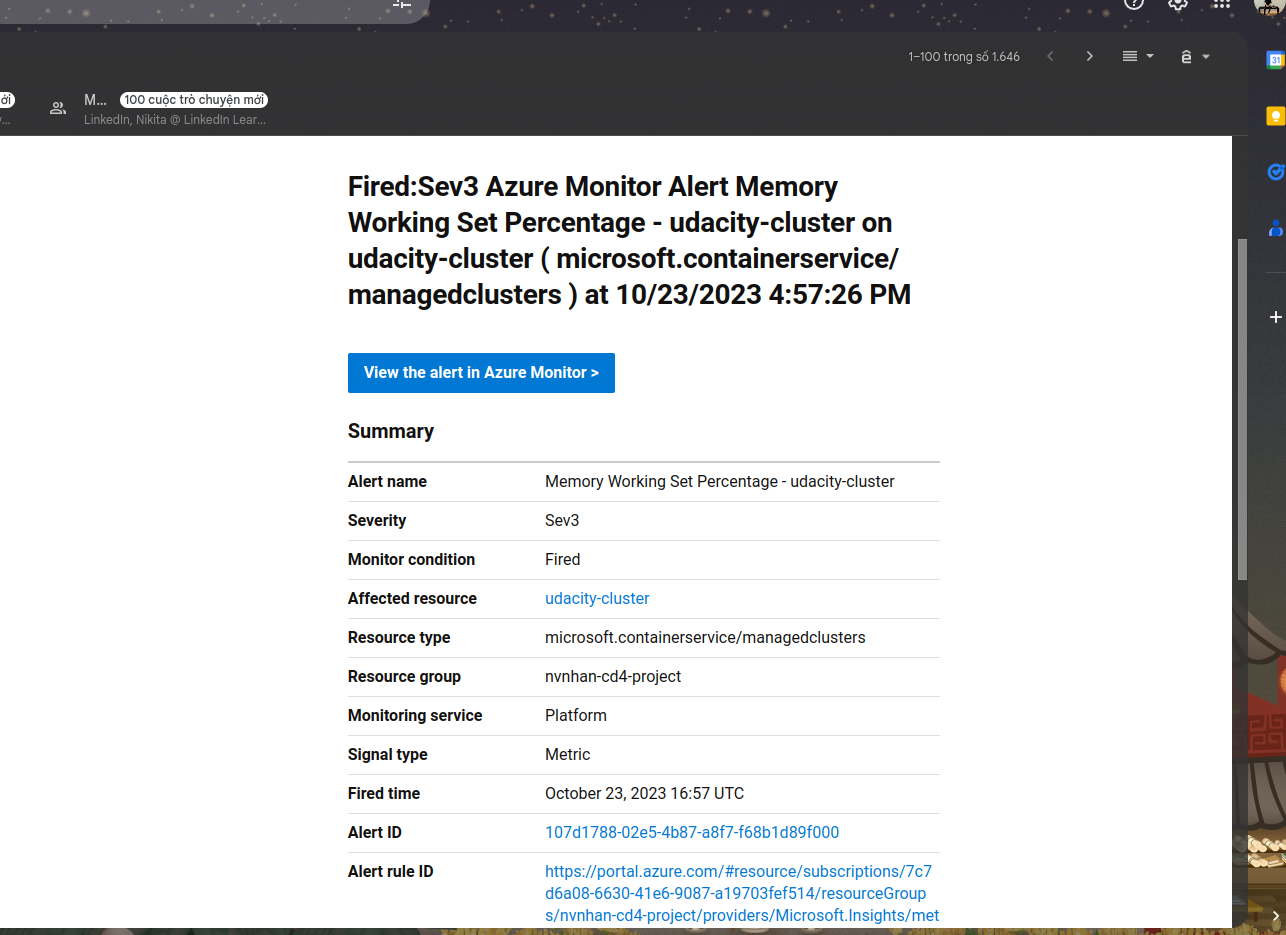 1–100 trong số 1.646
ới
M... 100 cuộc trò chuyện mới
LinkedIn, Nikita @ LinkedIn Lear...
Fired:Sev3 Azure Monitor Alert Memory
Working Set Percentage - udacity-cluster on
udacity-cluster ( microsoft.containerservice/
managedclusters ) at 10/23/2023 4:57:26 PM
View the alert in Azure Monitor >
Summary
Alert name Memory Working Set Percentage - udacity-cluster
Severity Sev3
Monitor condition Fired
Affected resource udacity-cluster
Resource type microsoft.containerservice/managedclusters
Resource group nvnhan-cd4-project
Monitoring service Platform
Signal type Metric
Fired time October 23, 2023 16:57 UTC
Alert ID 107d1788-02e5-4b87-a8f7-f68b1d89f000
Alert rule ID https://portal.azure.com/#resource/subscriptions/7c7
d6a08-6630-41e6-9087-a19703fef514/resourceGroup
s/nvnhan-cd4-project/providers/Microsoft.Insights/met